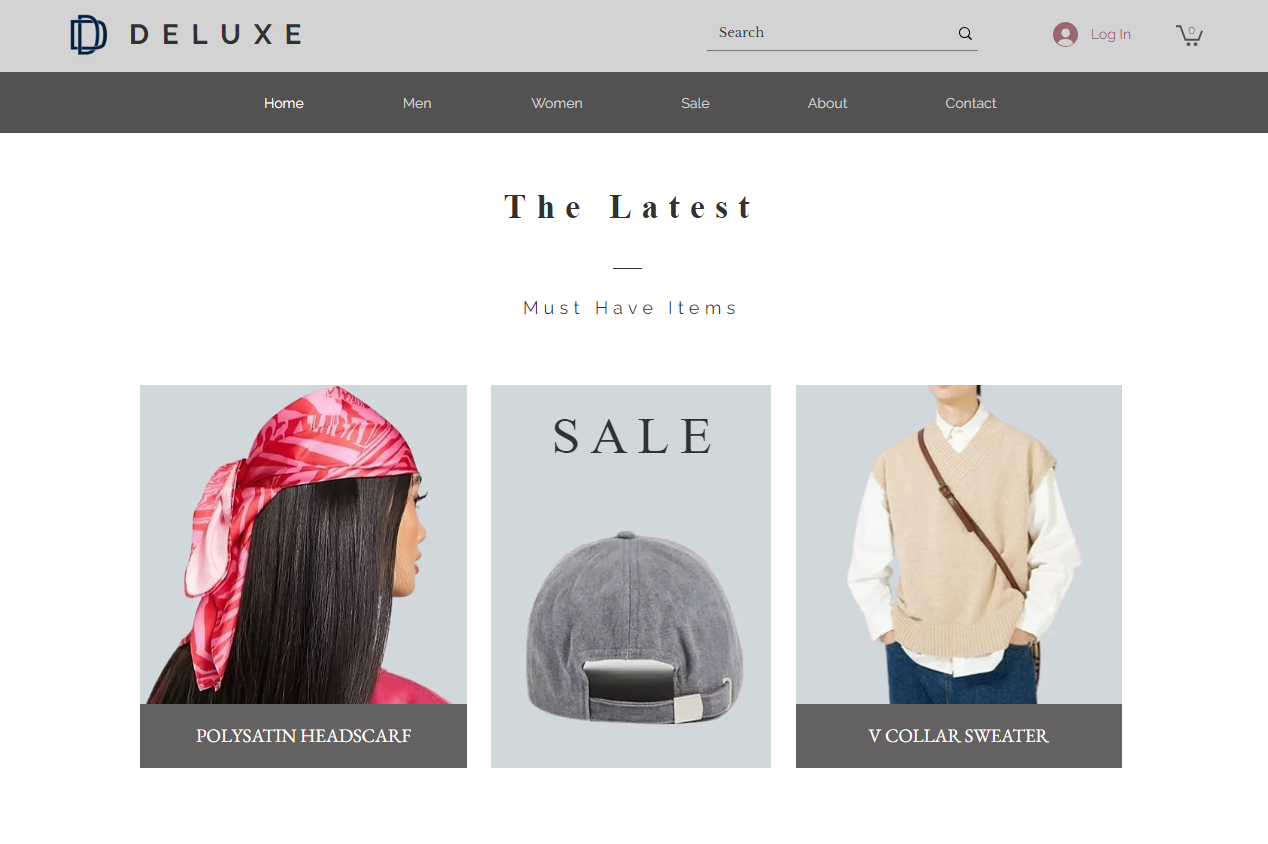 DELUXE
Search
Log In
0
Home Men Women Sale About Contact
The Latest
Must Have Items
SALE
POLYSATIN HEADSCARF
V COLLAR SWEATER